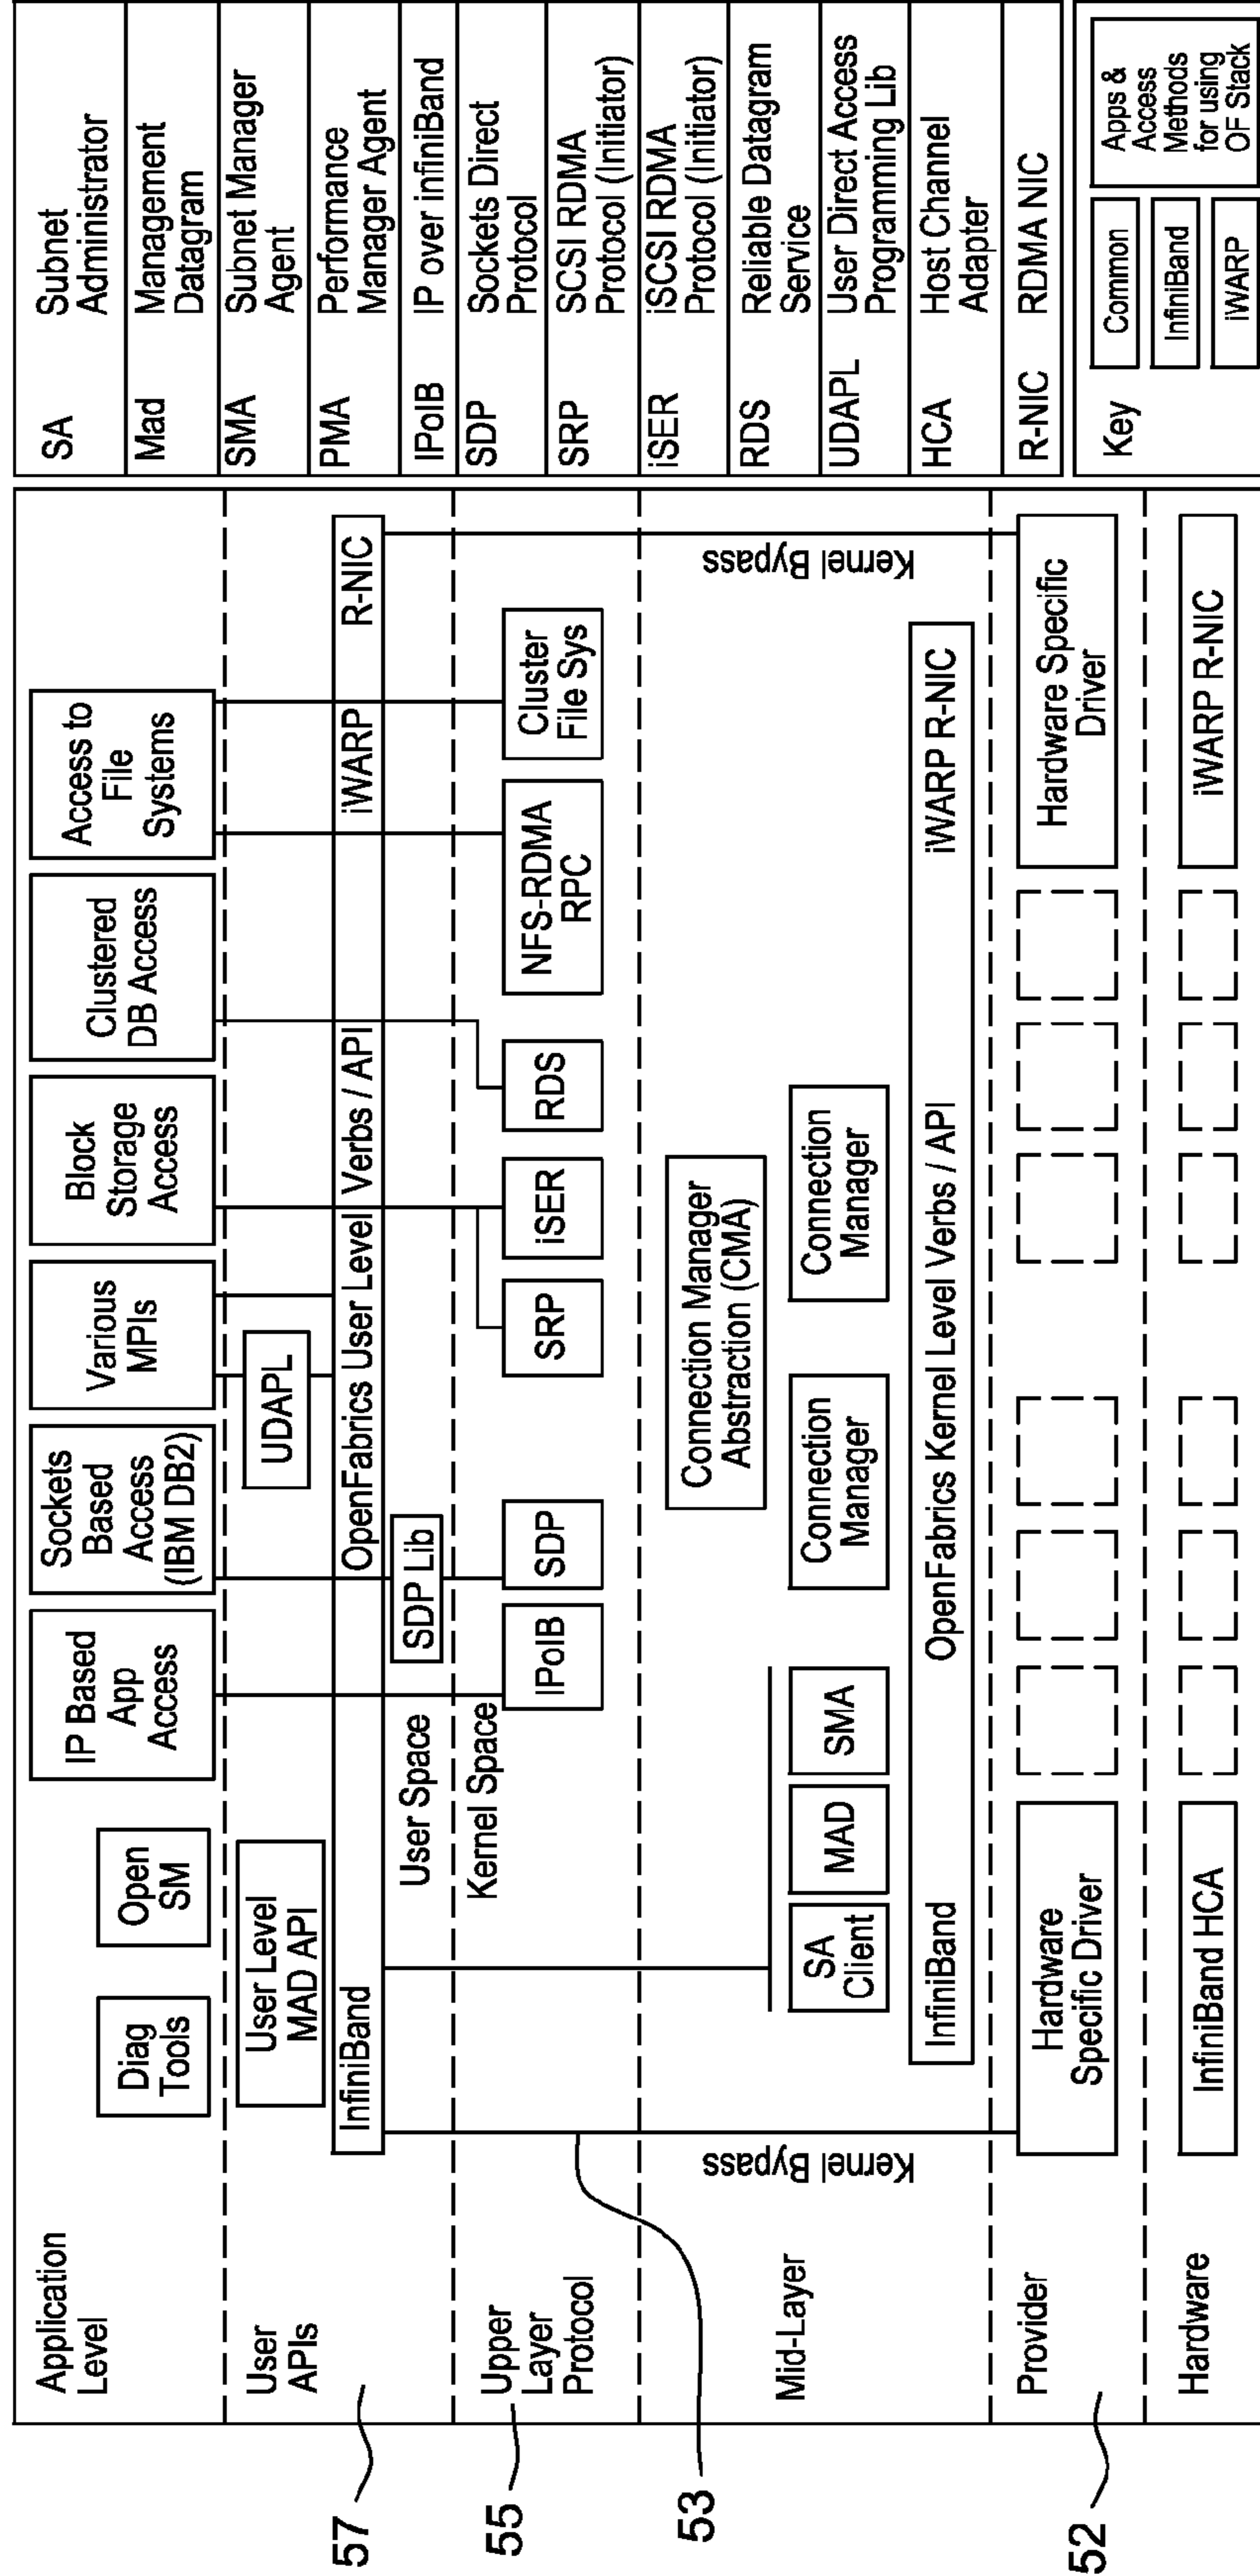 Application
Level
Diag
Tools
Open
SM
IP Based
App
Access
Sockets
Based
Access
(IBM DB2)
Various
MPIs
Block
Storage
Access
Clustered
DB Access
Access to
File
Systems
User
APIs
User Level
MAD API
UDAPL
InfiniBand
OpenFabrics User Level Verbs / API
iWARP
R-NIC
User Space
SDP Lib
Kernel Space
Upper
Layer
Protocol
IPoIB
SDP
SRP
iSER
RDS
NFS-RDMA
RPC
Cluster
File Sys
Kernel Bypass
Mid-Layer
Connection Manager
Abstraction (CMA)
SA
Client
MAD
SMA
Connection
Manager
Connection
Manager
Kernel Bypass
InfiniBand
OpenFabrics Kernel Level Verbs / API
iWARP R-NIC
Provider
Hardware
Specific Driver
Hardware Specific
Driver
Hardware
InfiniBand HCA
iWARP R-NIC
57
55
53
52
SA Subnet
Administrator
Mad Management
Datagram
SMA Subnet Manager
Agent
PMA Performance
Manager Agent
IPoIB IP over infiniBand
SDP Sockets Direct
Protocol
SRP SCSI RDMA
Protocol (Initiator)
iSER iSCSI RDMA
Protocol (Initiator)
RDS Reliable Datagram
Service
UDAPL User Direct Access
Programming Lib
HCA Host Channel
Adapter
R-NIC RDMA NIC
Key
Common
InfiniBand
iWARP
Apps &
Access
Methods
for using
OF Stack